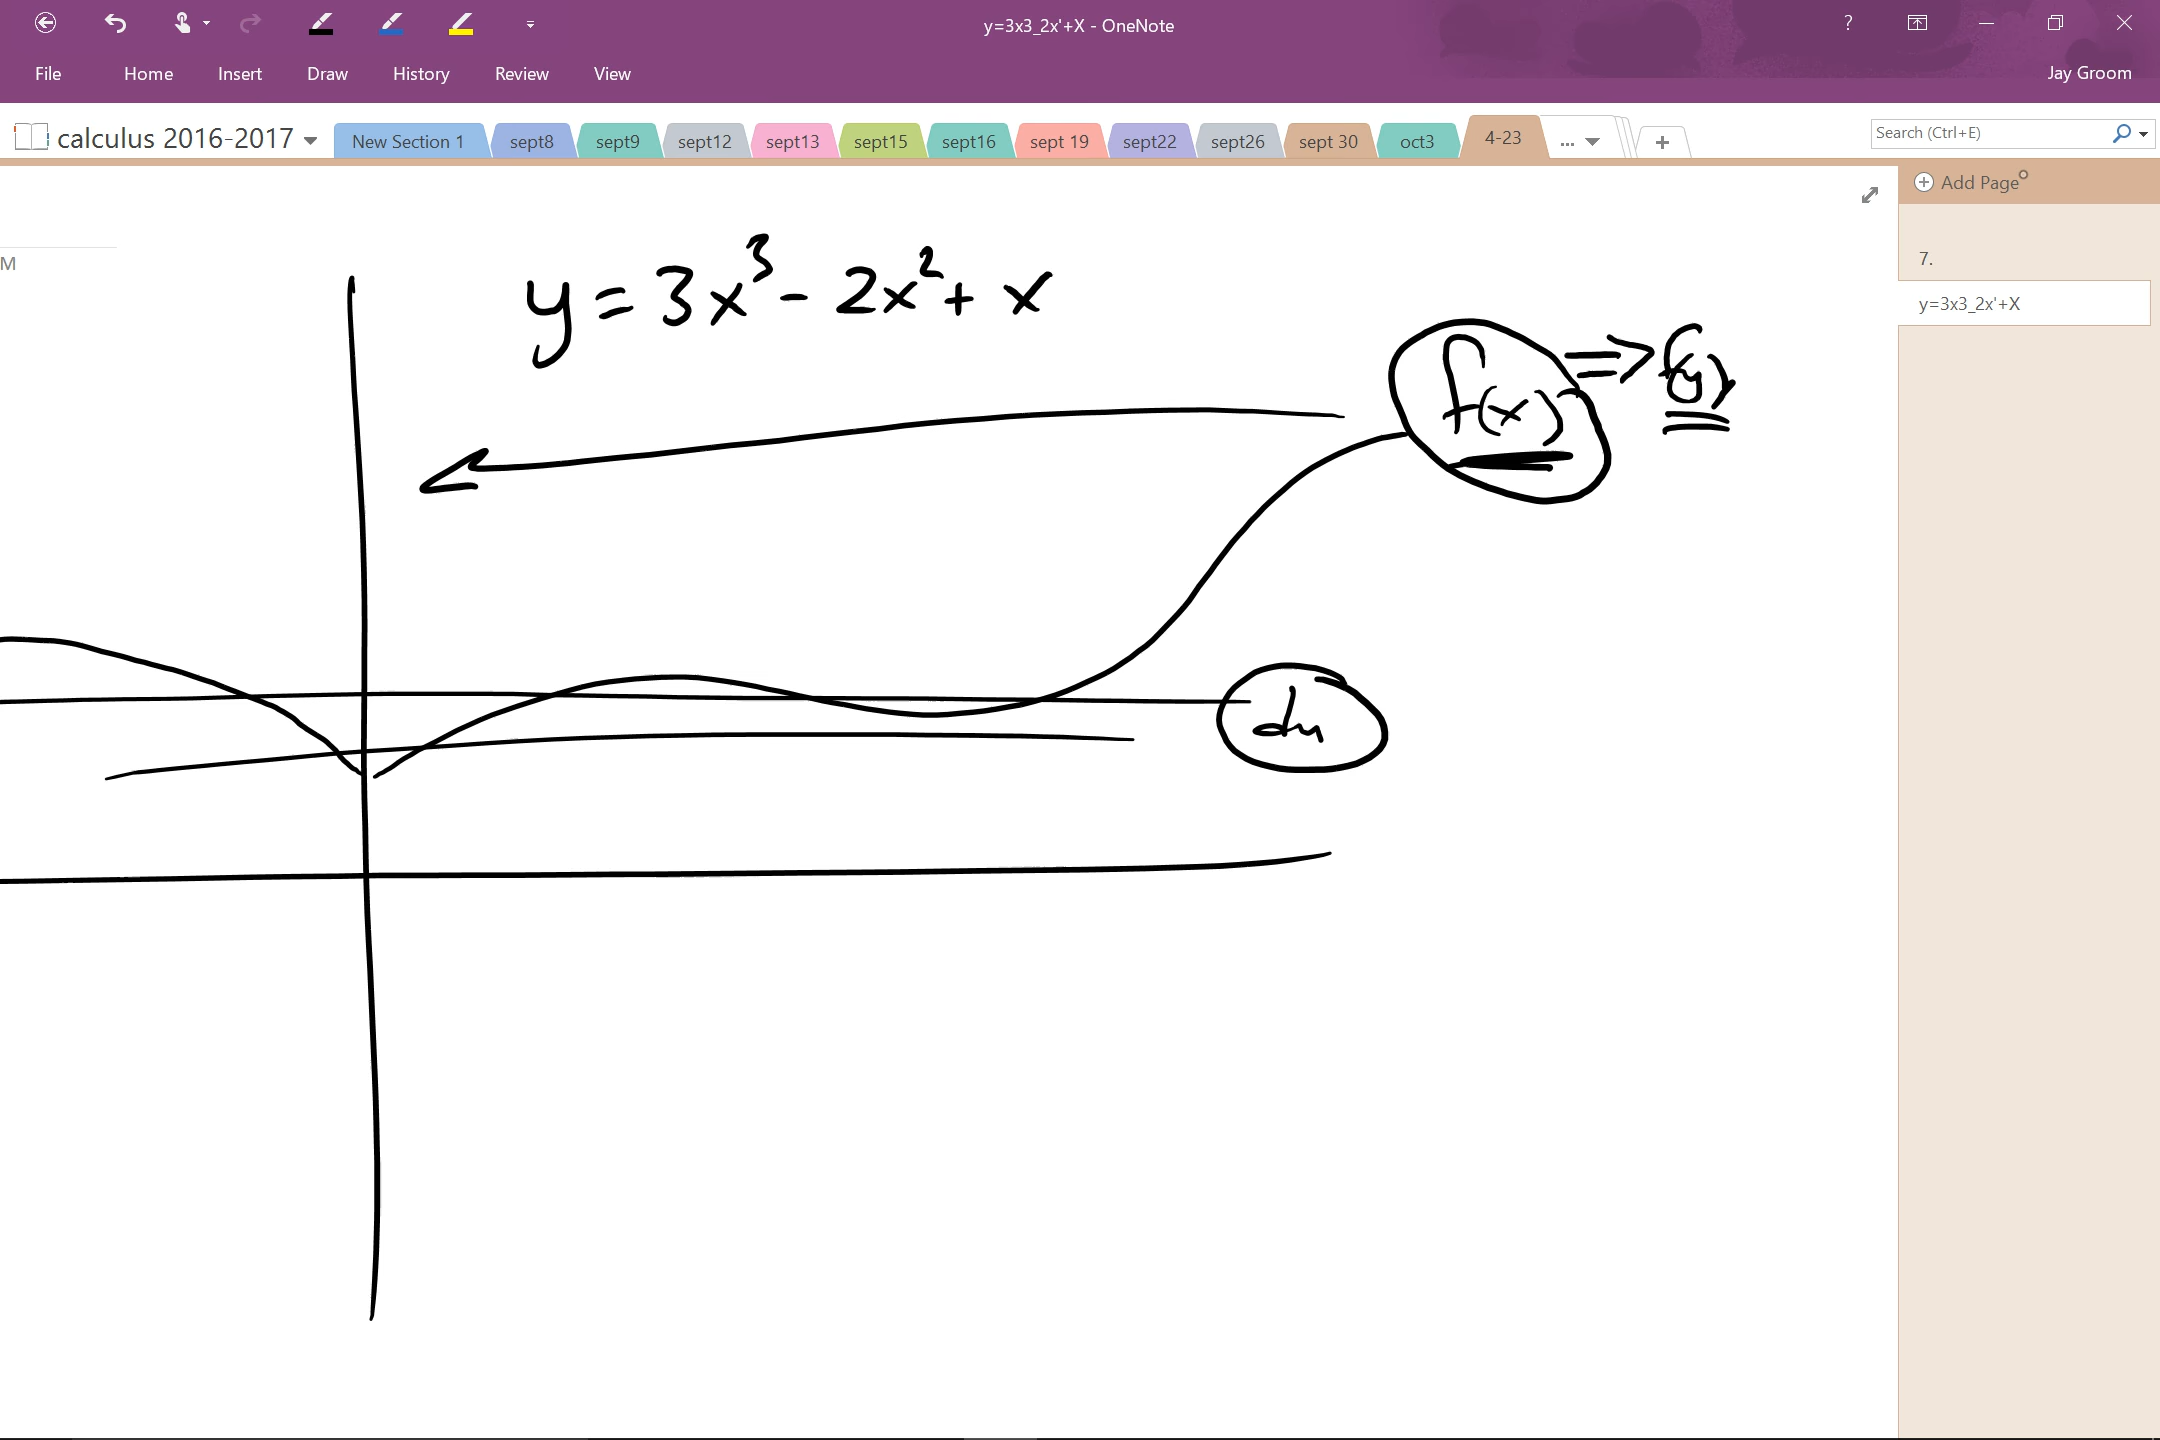 y=3x3_2x'+X - OneNote
?
File Home Insert Draw History Review View
Jay Groom
calculus 2016-2017
New Section 1 sept8 sept9 sept12 sept13 sept15 sept16 sept 19 sept22 sept26 sept 30 oct3 4-23 ...
Search (Ctrl+E)
Add Page
M
7.
y=3x3_2x'+X
y = 3x³ - 2x² + x
f(x) => f(y)
dy